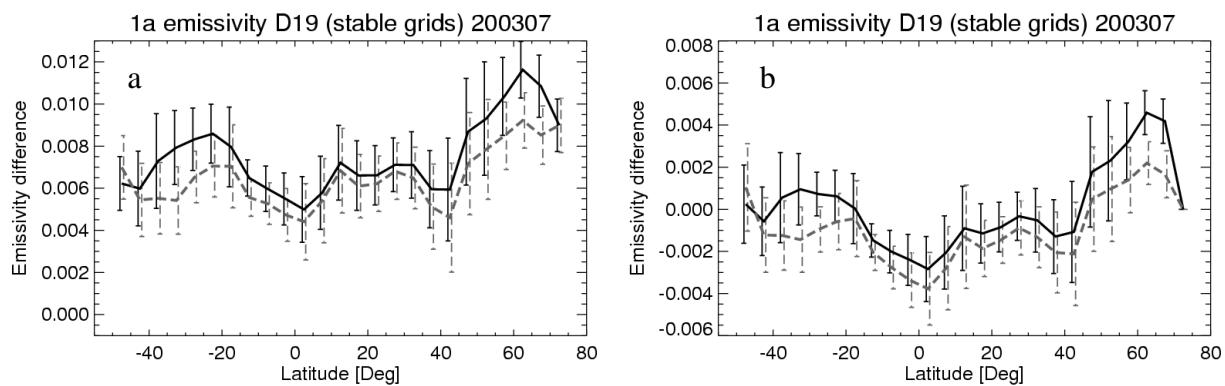 1a emissivity D19 (stable grids) 200307
a
0.012
0.010
0.008
0.006
0.004
0.002
0.000
Emissivity difference
-40 -20 0 20 40 60 80
Latitude [Deg]
1a emissivity D19 (stable grids) 200307
b
0.008
0.006
0.004
0.002
0.000
-0.002
-0.004
-0.006
Emissivity difference
-40 -20 0 20 40 60 80
Latitude [Deg]